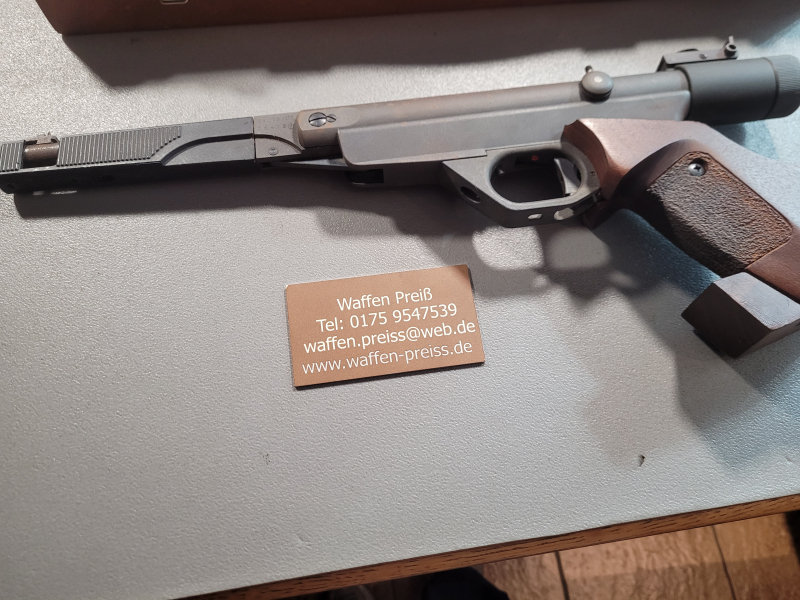 Waffen Preiß
Tel: 0175 9547539
waffen.preiss@web.de
www.waffen-preiss.de